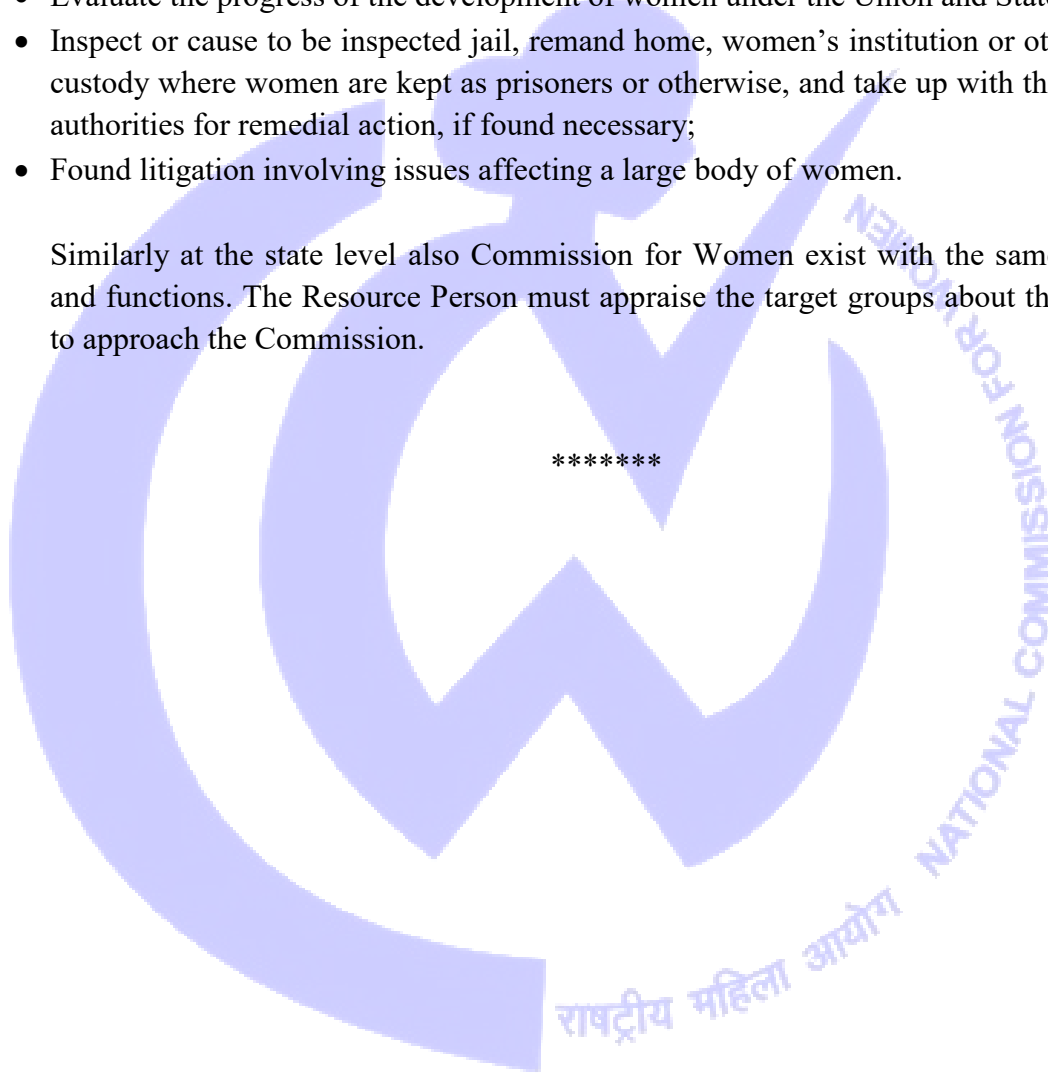 • Evaluate the progress of the development of women under the Union and State
• Inspect or cause to be inspected jail, remand home, women’s institution or ot
custody where women are kept as prisoners or otherwise, and take up with th
authorities for remedial action, if found necessary;
• Found litigation involving issues affecting a large body of women.
Similarly at the state level also Commission for Women exist with the sam
and functions. The Resource Person must appraise the target groups about th
to approach the Commission.
*******
राषट्रीय महिला आयोग NATIONAL COMMISSION FOR WOMEN